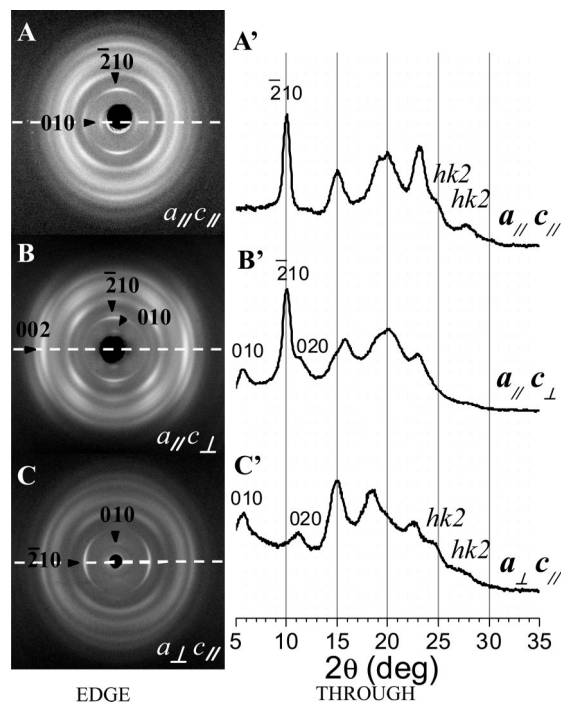 A
2̅10
010
a// c//
B
2̅10
010
002
a// c⊥
C
010
2̅10
a⊥ c//
EDGE
A'
2̅10
hk2
hk2
a// c//
B'
2̅10
010
020
a// c⊥
C'
010
020
hk2
hk2
a⊥ c//
5 10 15 20 25 30 35
2θ (deg)
THROUGH